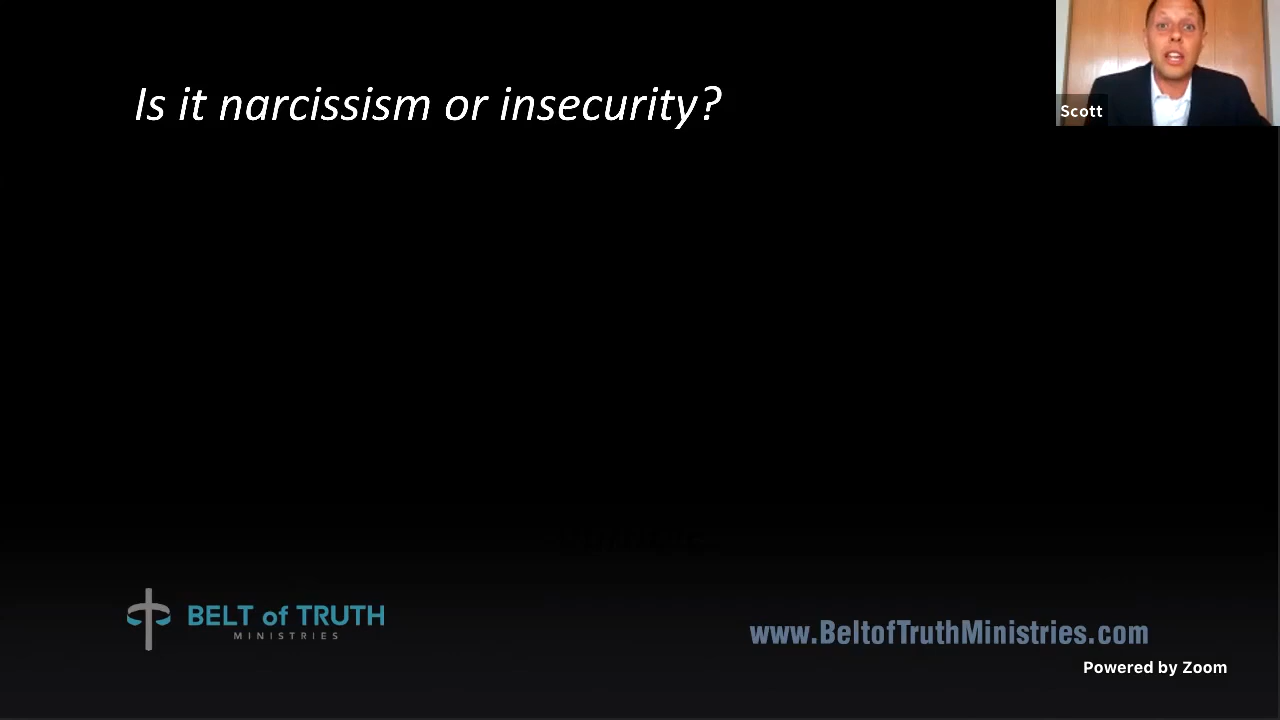 Is it narcissism or insecurity?
Scott
BELT of TRUTH
MINISTRIES
www.BeltofTruthMinistries.com
Powered by Zoom